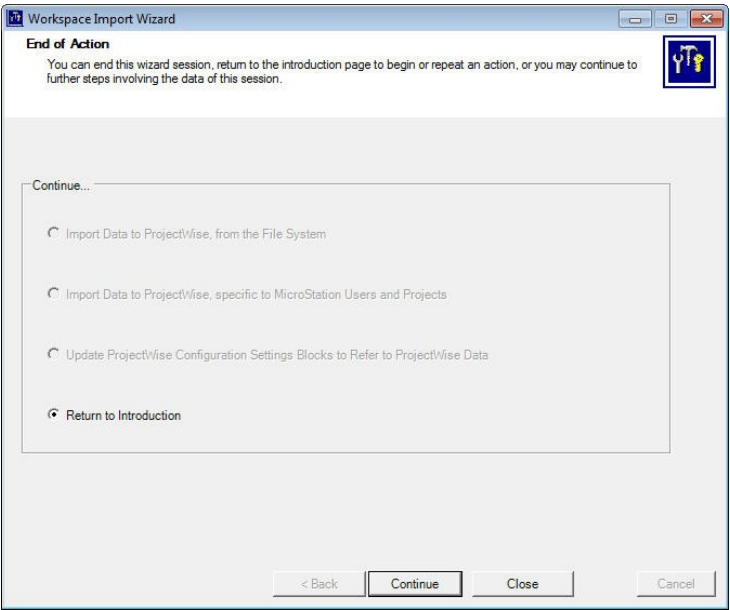 Workspace Import Wizard
End of Action
You can end this wizard session, return to the introduction page to begin or repeat an action, or you may continue to
further steps involving the data of this session.
Continue...
Import Data to ProjectWise, from the File System
Import Data to ProjectWise, specific to MicroStation Users and Projects
Update ProjectWise Configuration Settings Blocks to Refer to ProjectWise Data
Return to Introduction
< Back Continue Close Cancel